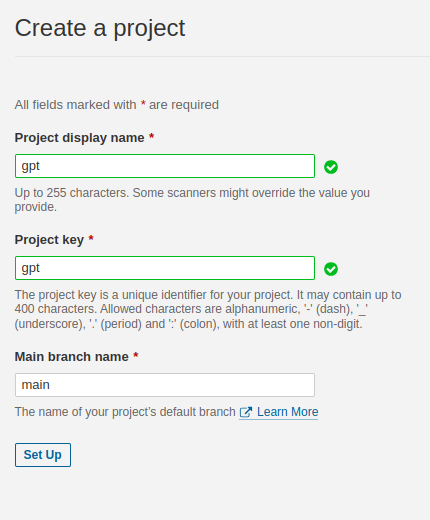 Create a project
All fields marked with * are required
Project display name *
gpt
Up to 255 characters. Some scanners might override the value you
provide.
Project key *
gpt
The project key is a unique identifier for your project. It may contain up to
400 characters. Allowed characters are alphanumeric, '-' (dash), '_'
(underscore), '.' (period) and ':' (colon), with at least one non-digit.
Main branch name *
main
The name of your project's default branch Learn More
Set Up